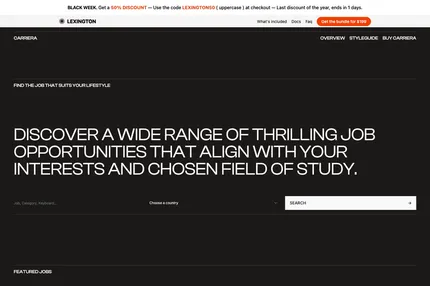 BLACK WEEK. Get a 50% DISCOUNT — Use the code LEXINGTON50 ( uppercase ) at checkout — Last discount of the year, ends in 1 days.
LEXINGTON What's included Docs Faq Get the bundle for $199
CARRERA OVERVIEW STYLEGUIDE BUY CARRERA
FIND THE JOB THAT SUITS YOUR LIFESTYLE
DISCOVER A WIDE RANGE OF THRILLING JOB
OPPORTUNITIES THAT ALIGN WITH YOUR
INTERESTS AND CHOSEN FIELD OF STUDY.
Job, Category, Keyword... Choose a country SEARCH →
FEATURED JOBS